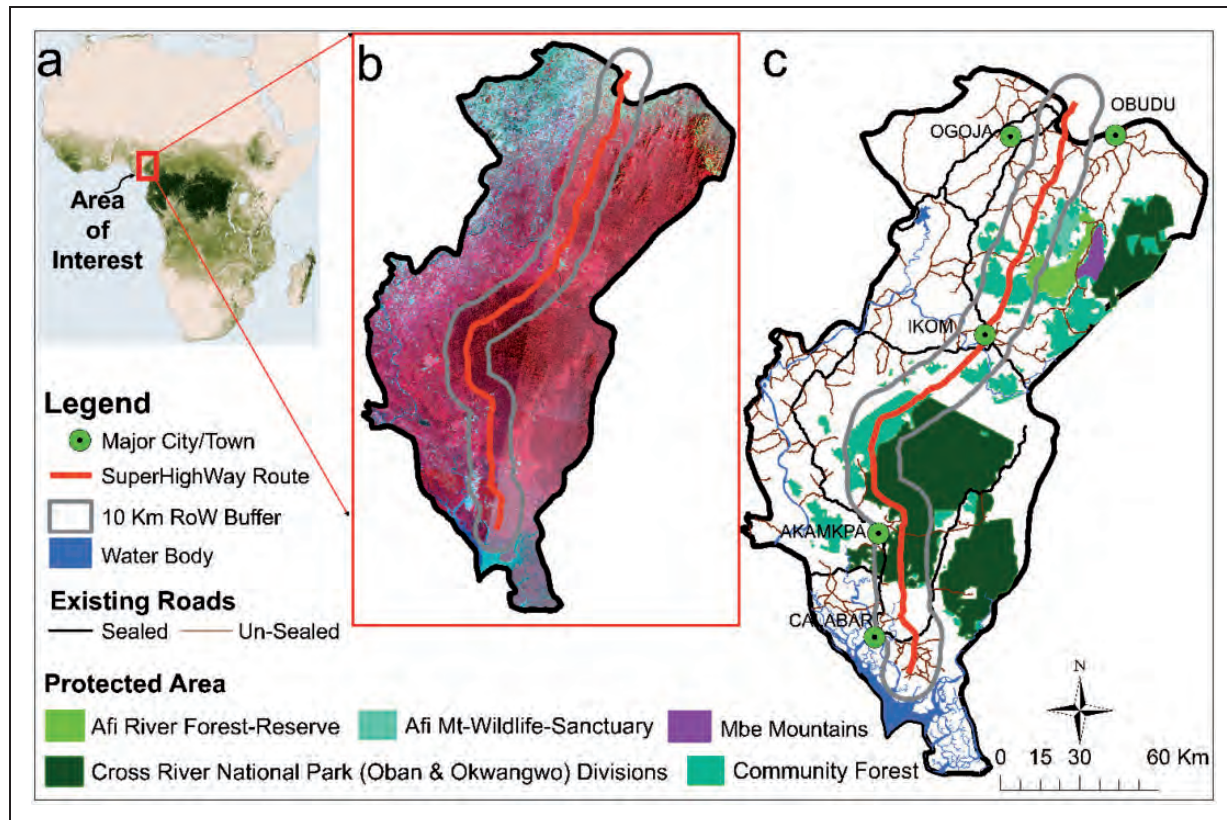 a
Area
of
Interest
b
c
OBUDU
OGOJA
IKOM
AKAMKPA
CALABAR
Legend
Major City/Town
SuperHighWay Route
10 Km RoW Buffer
Water Body
Existing Roads
Sealed Un-Sealed
Protected Area
Afi River Forest-Reserve Afi Mt-Wildlife-Sanctuary Mbe Mountains
Cross River National Park (Oban & Okwangwo) Divisions Community Forest
N
0 15 30 60 Km